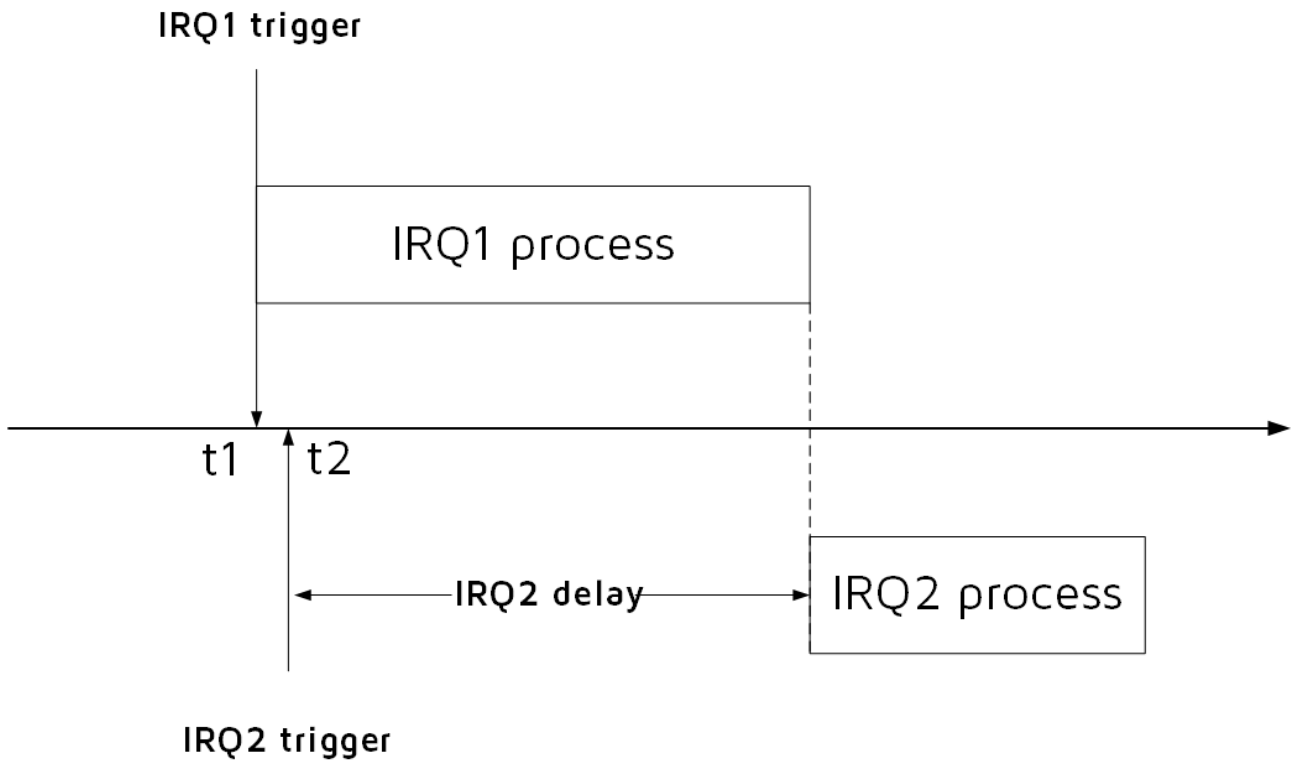 IRQ1 trigger
IRQ1 process
t1
t2
IRQ2 delay
IRQ2 process
IRQ2 trigger